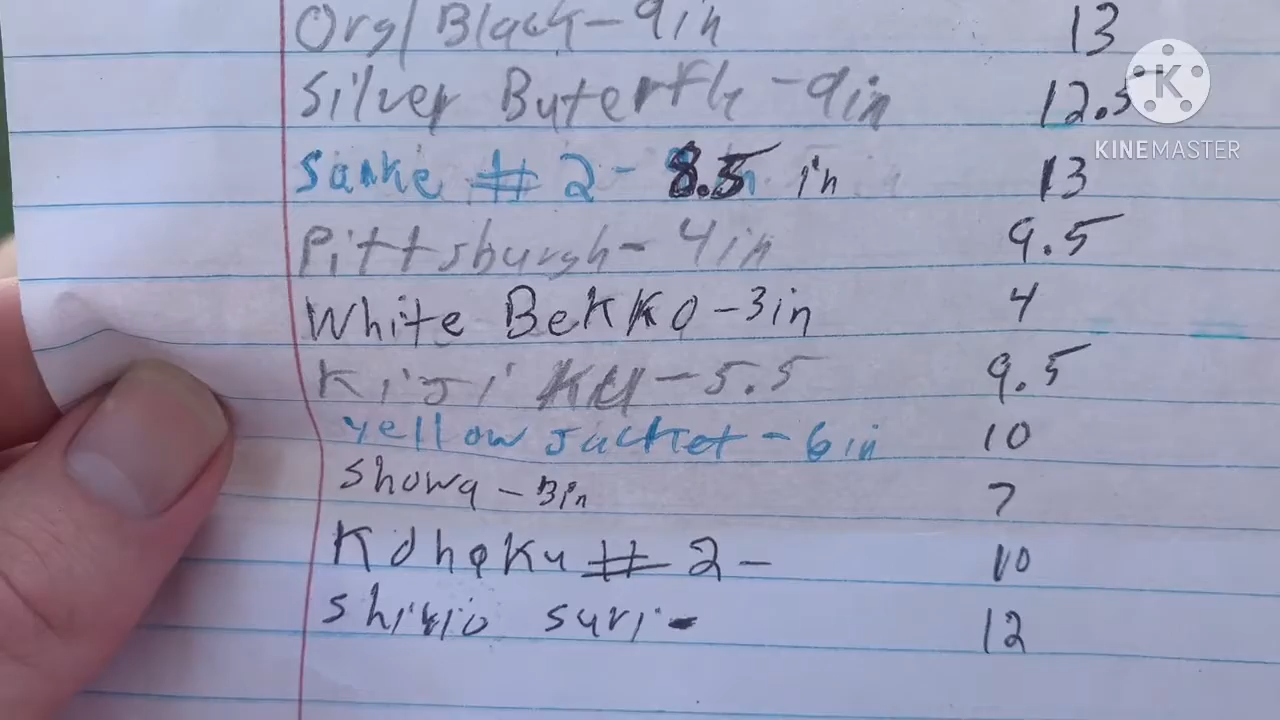 Org/Black-9in 13
Silver Buterfly-9in 12.5
Sanke #2- 8.5 in 13
Pittsburgh-4in 9.5
White Bekko-3in 4
Kiji Ku-5.5 9.5
Yellow Jacket-6in 10
Showa-3in 7
Kohaku #2- 10
Shirio suri- 12
K
KINEMASTER